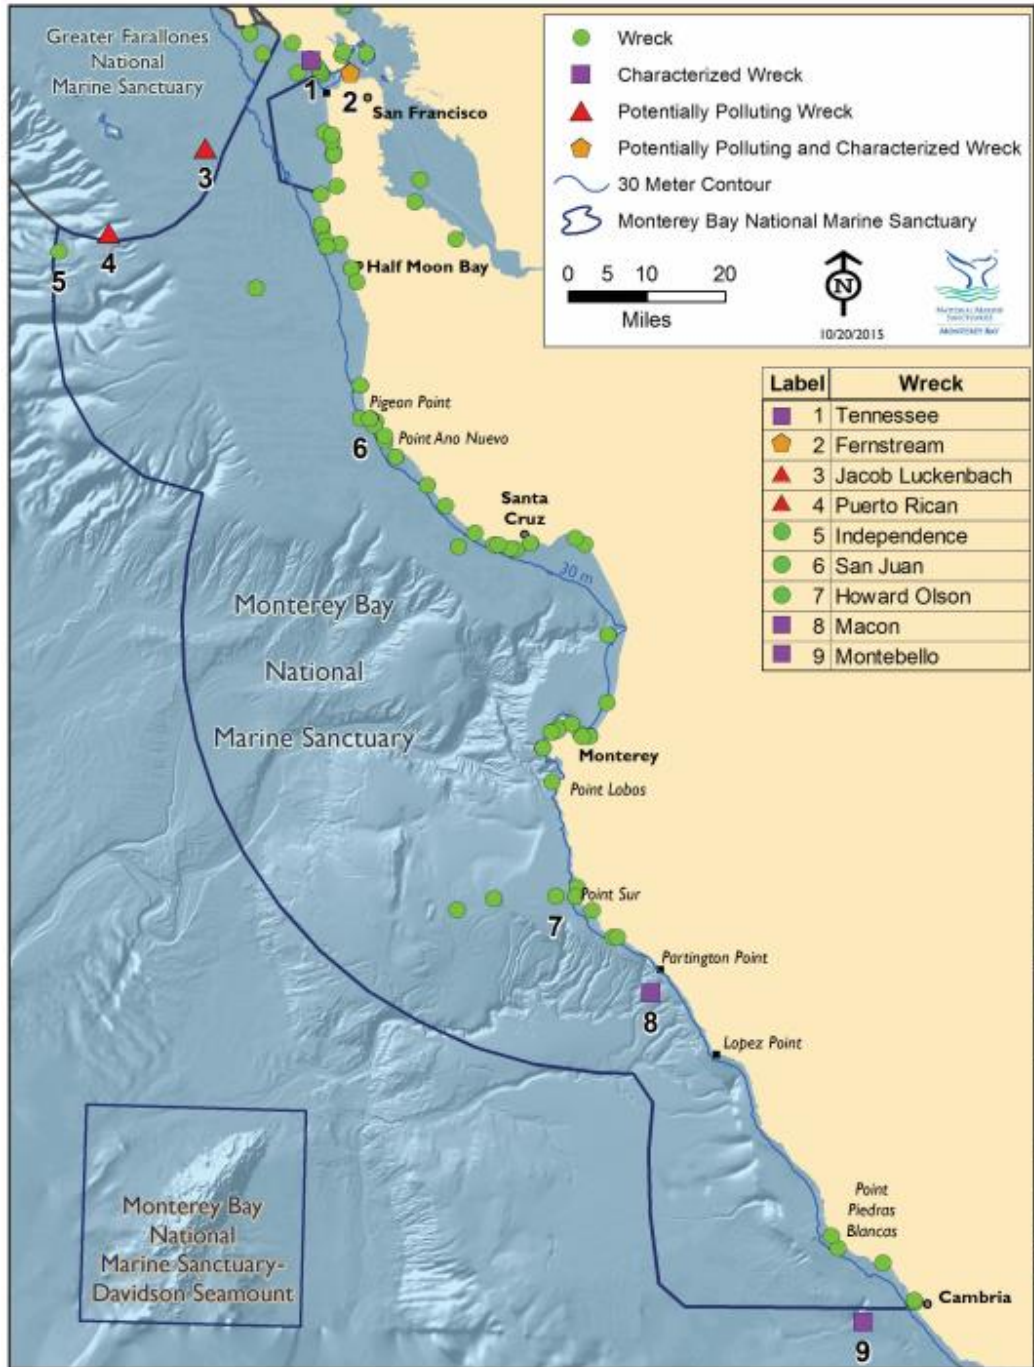 Greater Farallones
National
Marine Sanctuary
1
2
San Francisco
3
4
5
Half Moon Bay
Pigeon Point
Point Ano Nuevo
6
Santa
Cruz
30 m
Monterey Bay
National
Marine Sanctuary
Monterey
Point Lobos
Point Sur
7
Partington Point
8
Lopez Point
Monterey Bay
National
Marine Sanctuary-
Davidson Seamount
Point
Piedras
Blancas
Cambria
9
Wreck
Characterized Wreck
Potentially Polluting Wreck
Potentially Polluting and Characterized Wreck
30 Meter Contour
Monterey Bay National Marine Sanctuary
0 5 10 20
Miles
N
10/20/2015
NATIONAL MARINE
SANCTUARIES
MONTEREY BAY
Label Wreck
1 Tennessee
2 Fernstream
3 Jacob Luckenbach
4 Puerto Rican
5 Independence
6 San Juan
7 Howard Olson
8 Macon
9 Montebello